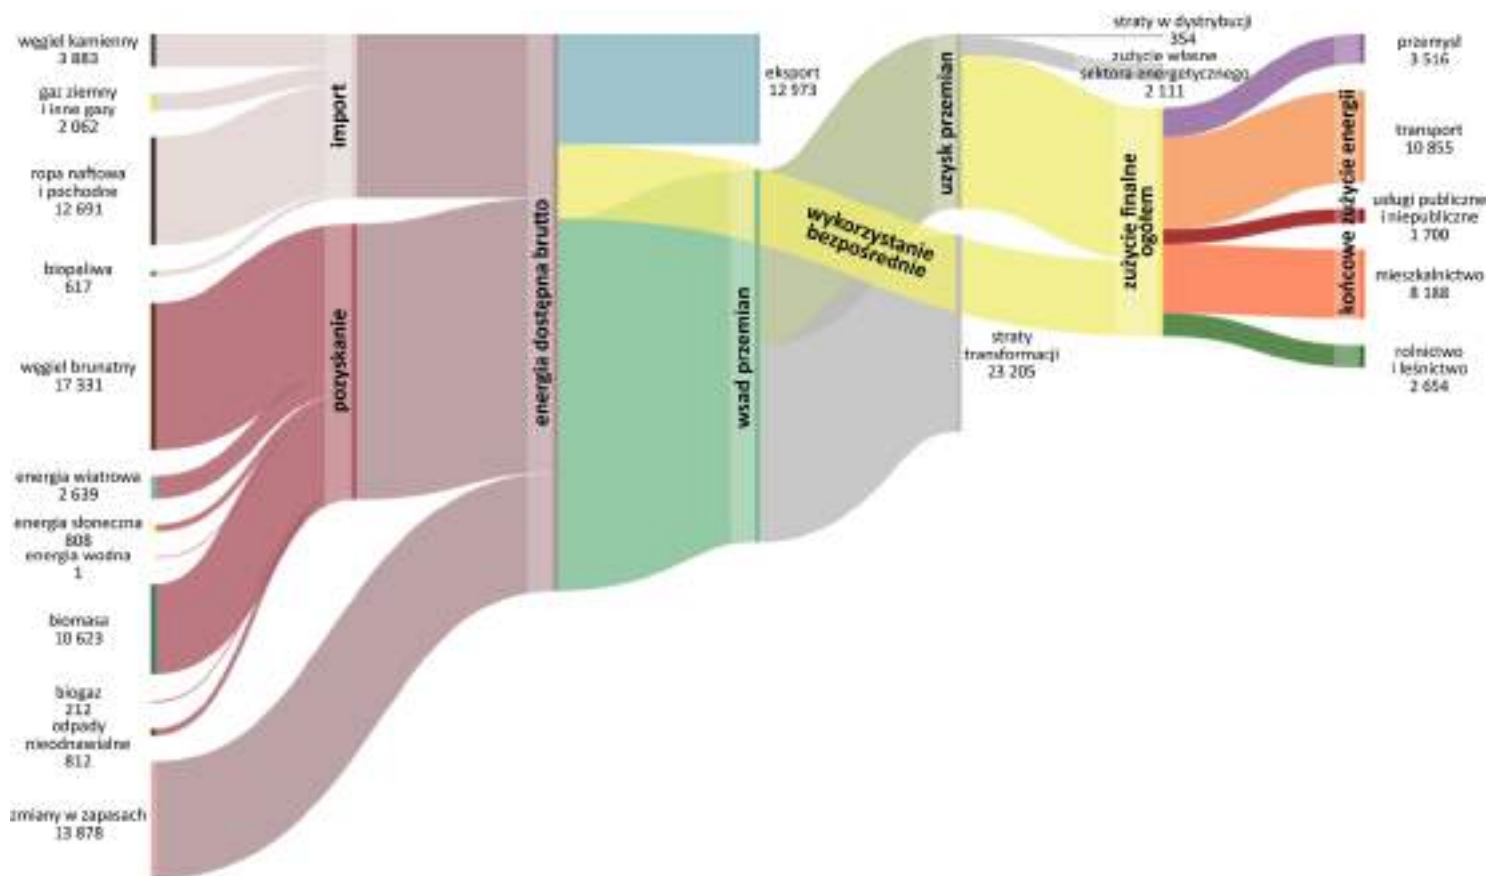 węgiel kamienny
3 883
gaz ziemny
i inne gazy
2 062
ropa naftowa
i pochodne
12 691
biopaliwa
617
węgiel brunatny
17 331
energia wiatrowa
2 639
energia słoneczna
808
energia wodna
1
biomasa
10 623
biogaz
212
odpady
nieodnawialne
812
zmiany w zapasach
13 878
import
pozyskanie
energia dostępna brutto
eksport
12 973
wsad przemian
wykorzystanie
bezpośrednie
uzysk przemian
straty
transformacji
23 205
straty w dystrybucji
354
zużycie własne
sektora energetycznego
2 111
zużycie finalne
ogółem
końcowe zużycie energii
przemysł
3 516
transport
10 855
usługi publiczne
i niepubliczne
1 700
mieszkalnictwo
8 188
rolnictwo
i leśnictwo
2 654